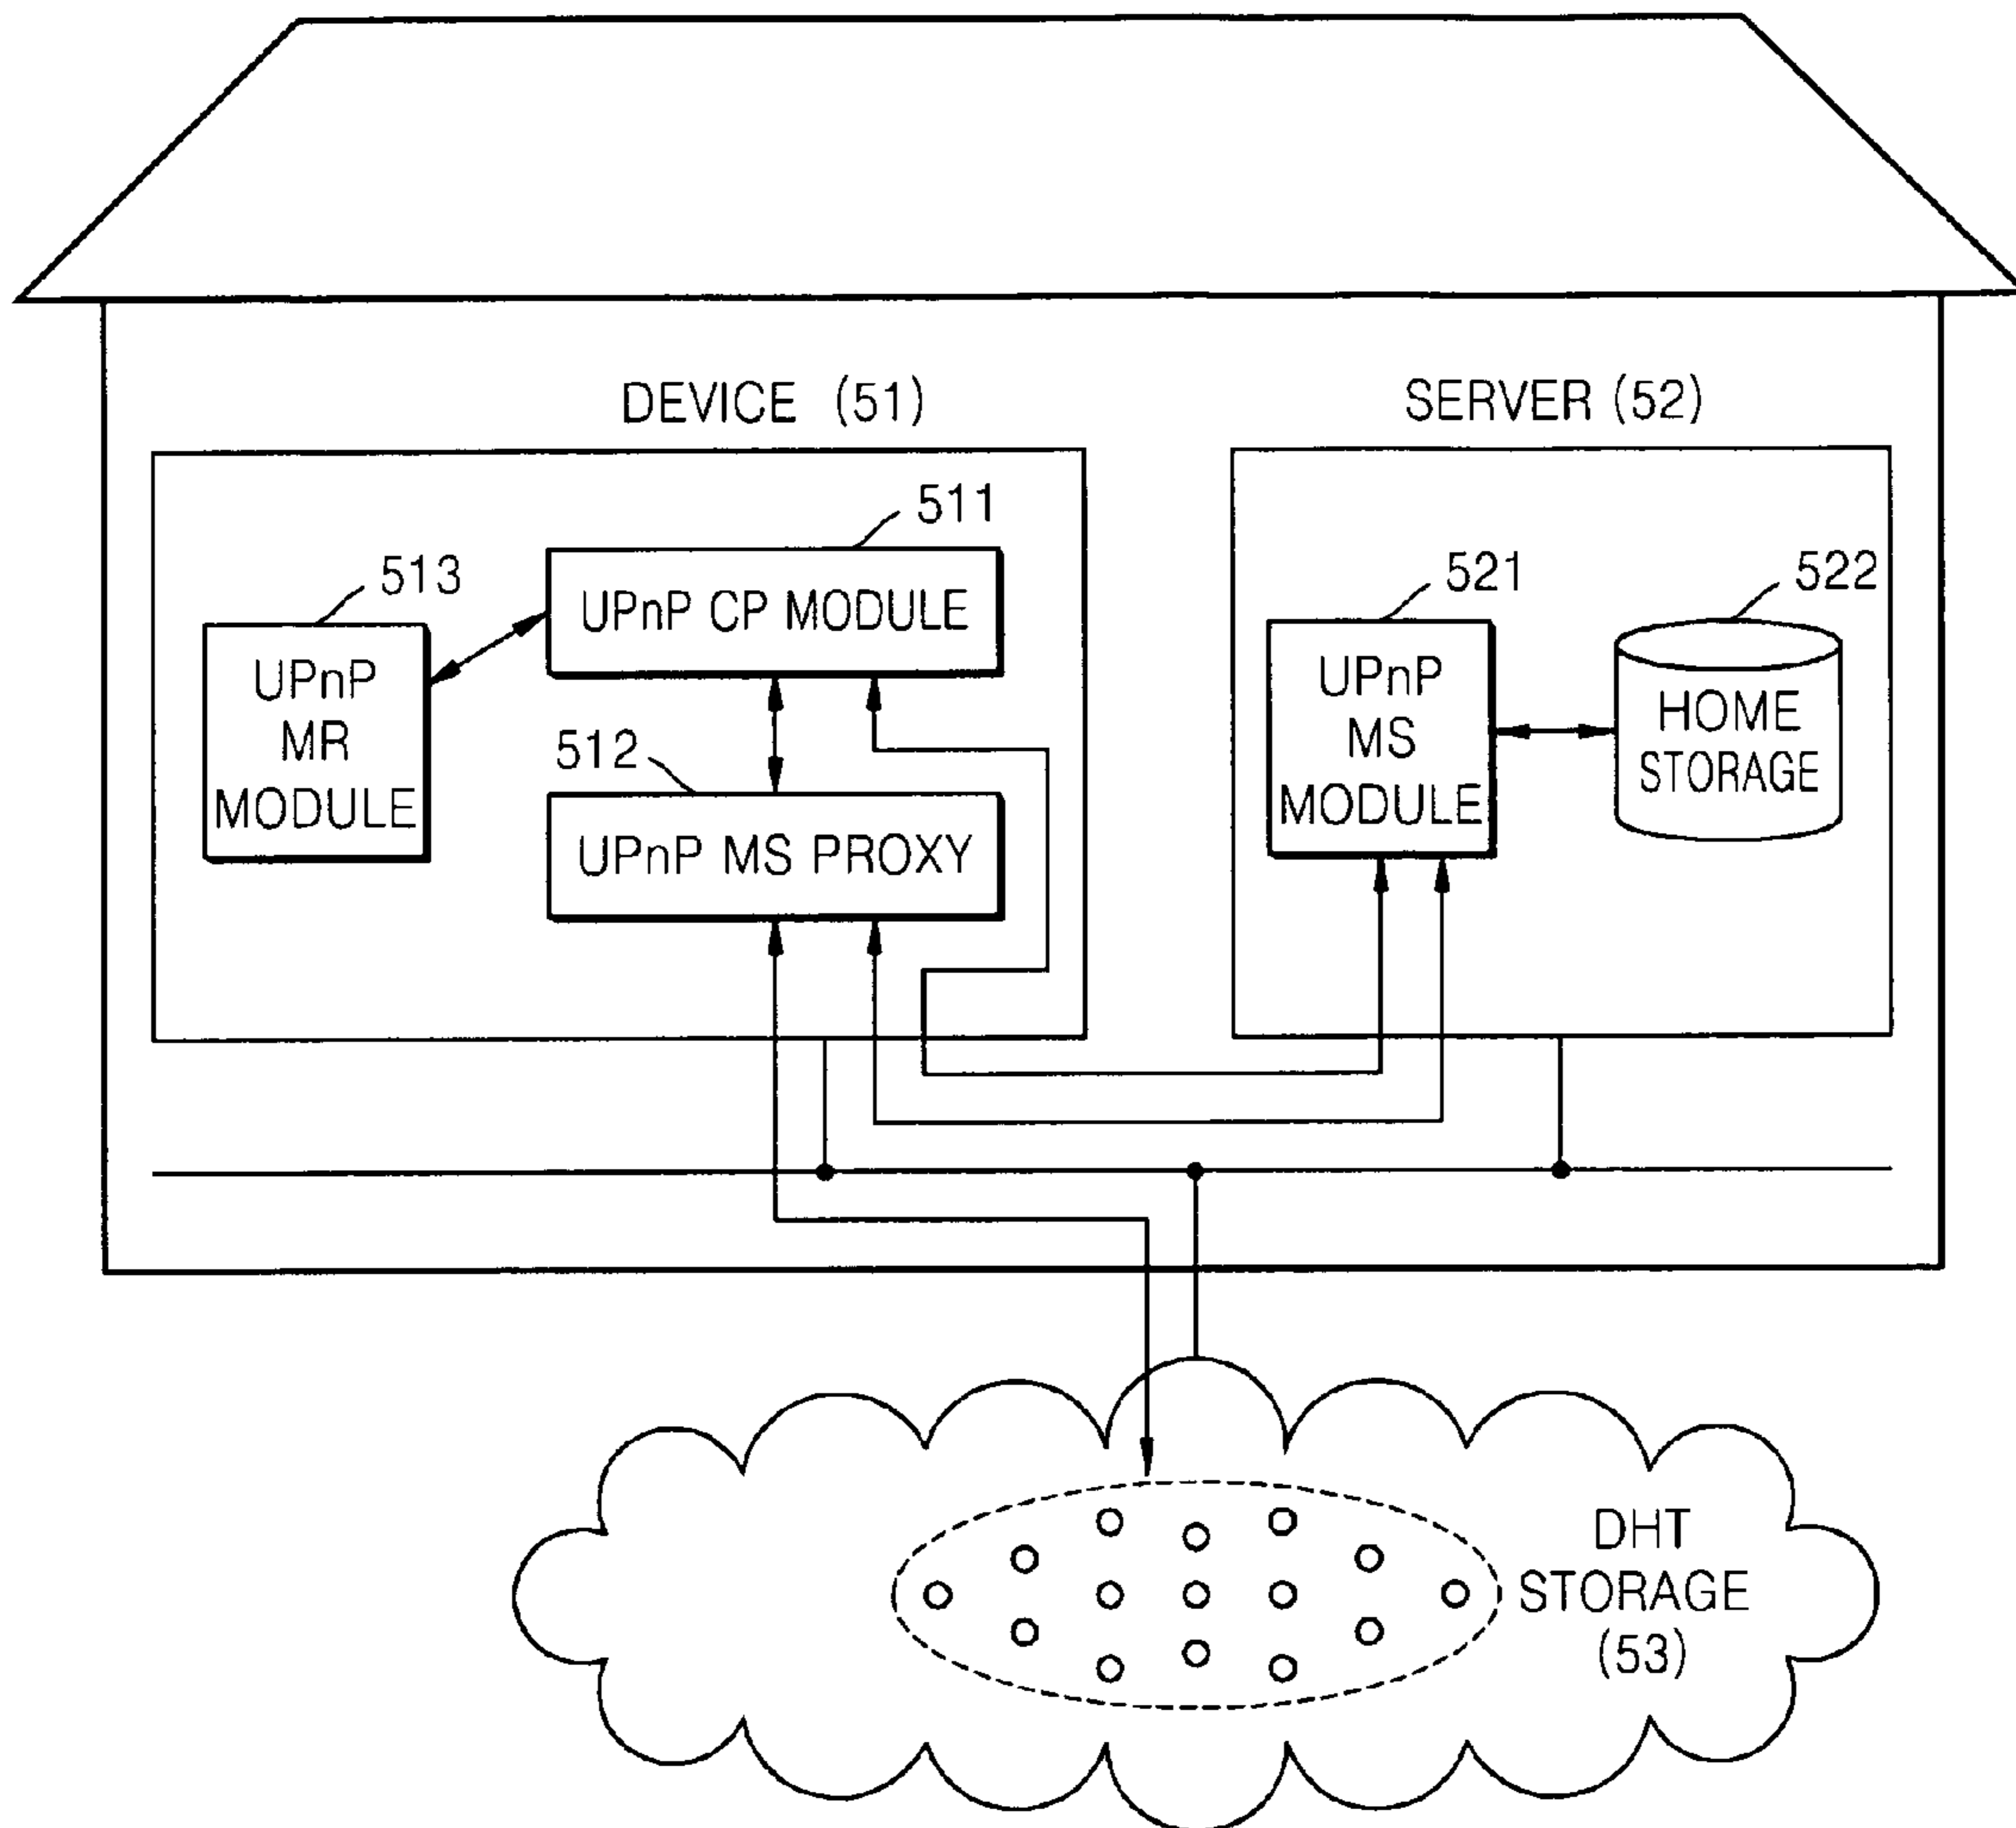 DEVICE (51)
SERVER (52)
511
513
UPnP CP MODULE
UPnP
MR
MODULE
512
UPnP MS PROXY
521
522
UPnP
MS
MODULE
HOME
STORAGE
DHT
STORAGE
(53)